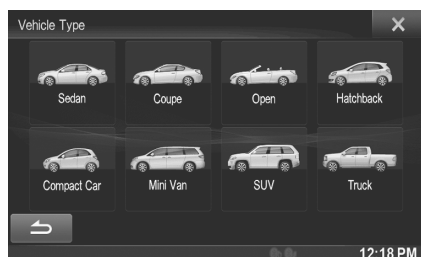 Vehicle Type
Sedan Coupe Open Hatchback
Compact Car Mini Van SUV Truck
12:18 PM